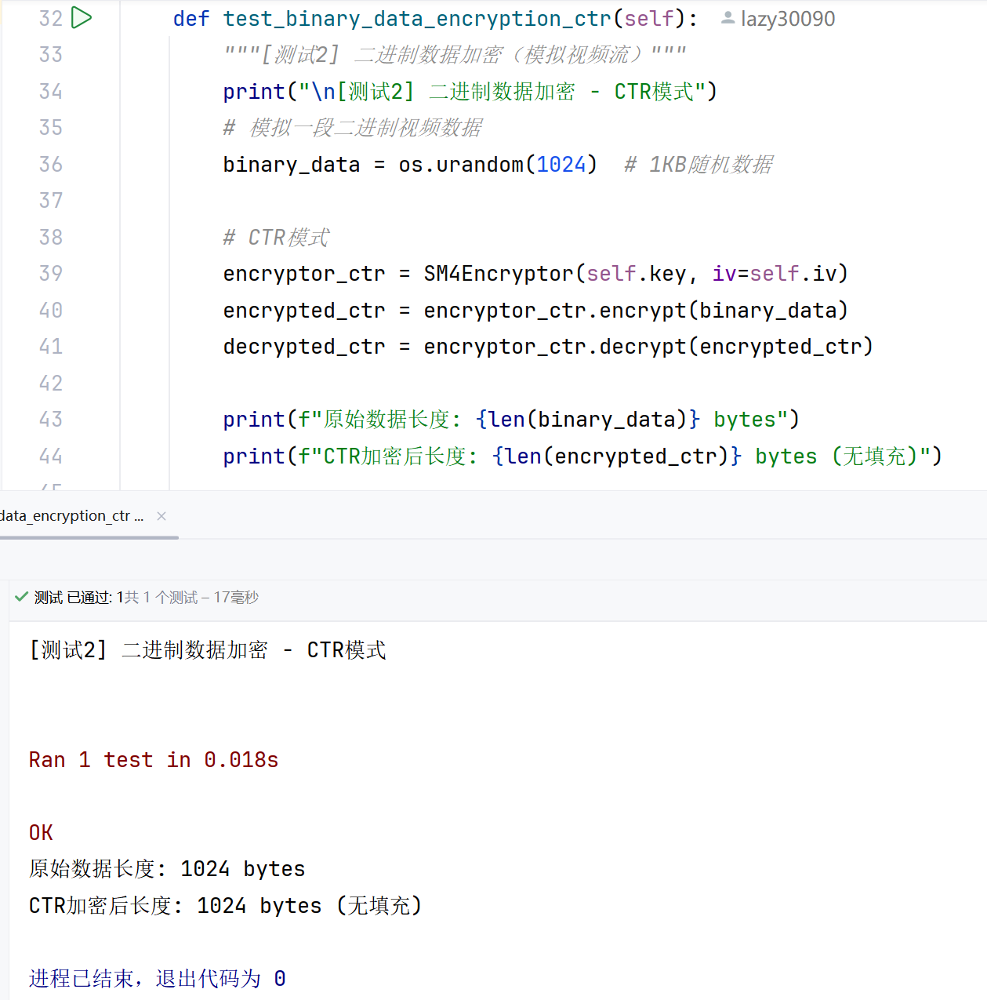 32 def test_binary_data_encryption_ctr(self): lazy30090
33 """[测试2] 二进制数据加密（模拟视频流）"""
34 print("\n[测试2] 二进制数据加密 - CTR模式")
35 # 模拟一段二进制视频数据
36 binary_data = os.urandom(1024)  # 1KB随机数据
37
38 # CTR模式
39 encryptor_ctr = SM4Encryptor(self.key, iv=self.iv)
40 encrypted_ctr = encryptor_ctr.encrypt(binary_data)
41 decrypted_ctr = encryptor_ctr.decrypt(encrypted_ctr)
42
43 print(f"原始数据长度: {len(binary_data)} bytes")
44 print(f"CTR加密后长度: {len(encrypted_ctr)} bytes (无填充)")
45
data_encryption_ctr ... ×
测试 已通过: 1共 1 个测试 – 17毫秒
[测试2] 二进制数据加密 - CTR模式
Ran 1 test in 0.018s
OK
原始数据长度: 1024 bytes
CTR加密后长度: 1024 bytes (无填充)
进程已结束，退出代码为 0